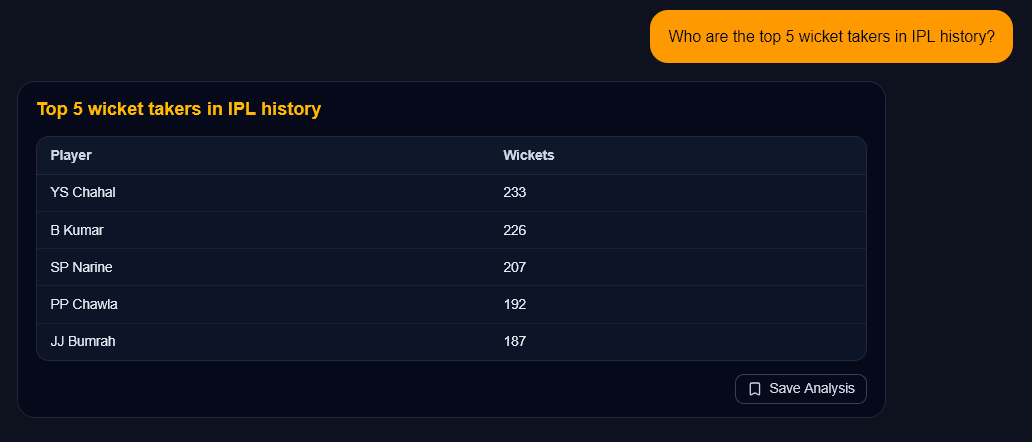 Who are the top 5 wicket takers in IPL history?
Top 5 wicket takers in IPL history
Player Wickets
YS Chahal 233
B Kumar 226
SP Narine 207
PP Chawla 192
JJ Bumrah 187
Save Analysis